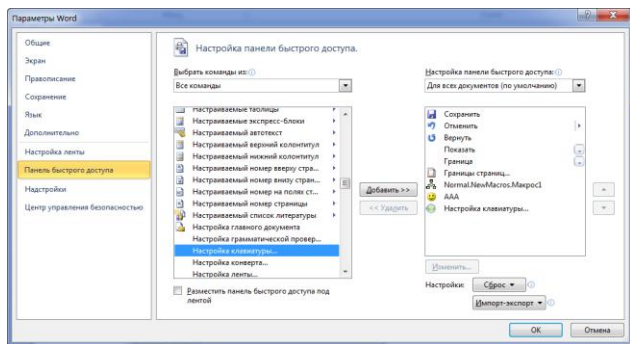 Параметры Word
Общие
Экран
Правописание
Сохранение
Язык
Дополнительно
Настройка ленты
Панель быстрого доступа
Надстройки
Центр управления безопасностью
Настройка панели быстрого доступа.
Выбрать команды из:
Все команды
Настраиваемые таблицы
Настраиваемые экспресс-блоки
Настраиваемый автотекст
Настраиваемый верхний колонтитул
Настраиваемый нижний колонтитул
Настраиваемый номер вверху стра...
Настраиваемый номер внизу стран...
Настраиваемый номер на полях ст...
Настраиваемый номер страницы
Настраиваемый список литературы
Настройка главного документа
Настройка грамматической провер...
Настройка клавиатуры...
Настройка конверта...
Настройка ленты...
Разместить панель быстрого доступа под
лентой
Добавить >>
<< Удалить
Настройка панели быстрого доступа:
Для всех документов (по умолчанию)
Сохранить
Отменить
Вернуть
Показать
Граница
Границы страниц...
Normal.NewMacros.Макрос1
AAA
Настройка клавиатуры...
Изменить...
Настройки:
Сброс
Импорт-экспорт
ОК
Отмена